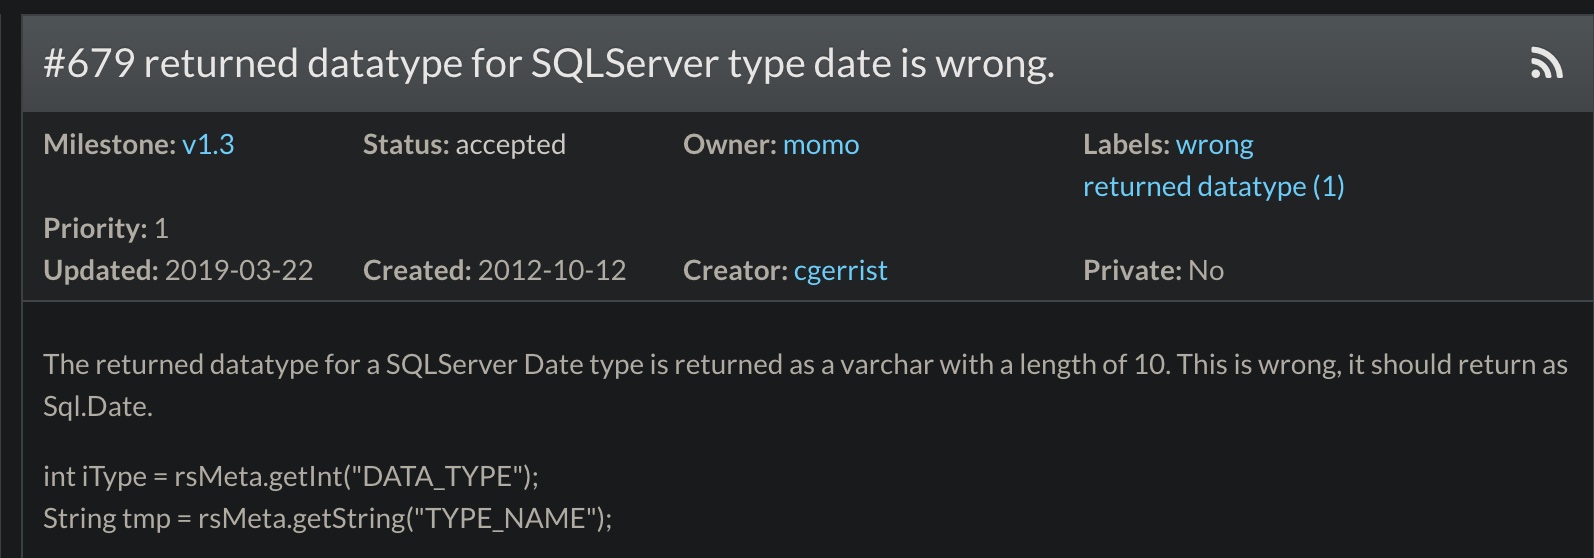 #679 returned datatype for SQLServer type date is wrong.
Milestone: v1.3 Status: accepted Owner: momo Labels: wrong
returned datatype (1)
Priority: 1
Updated: 2019-03-22 Created: 2012-10-12 Creator: cgerrist Private: No
The returned datatype for a SQLServer Date type is returned as a varchar with a length of 10. This is wrong, it should return as
Sql.Date.
int iType = rsMeta.getInt("DATA_TYPE");
String tmp = rsMeta.getString("TYPE_NAME");